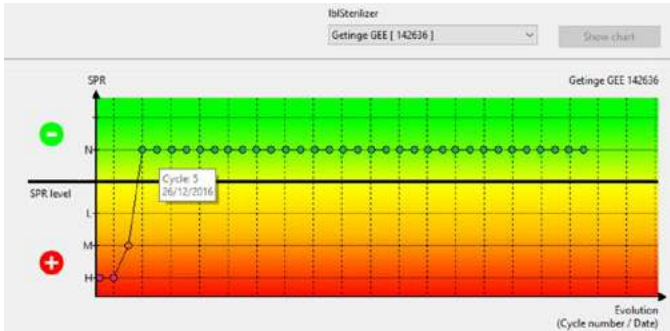 lblSterilizer
Getinge GEE [ 142636 ]
Show chart
SPR
Getinge GEE 142636
N
Cycle: 5
26/12/2016
SPR level
L
M
H
Evolution
(Cycle number / Date)